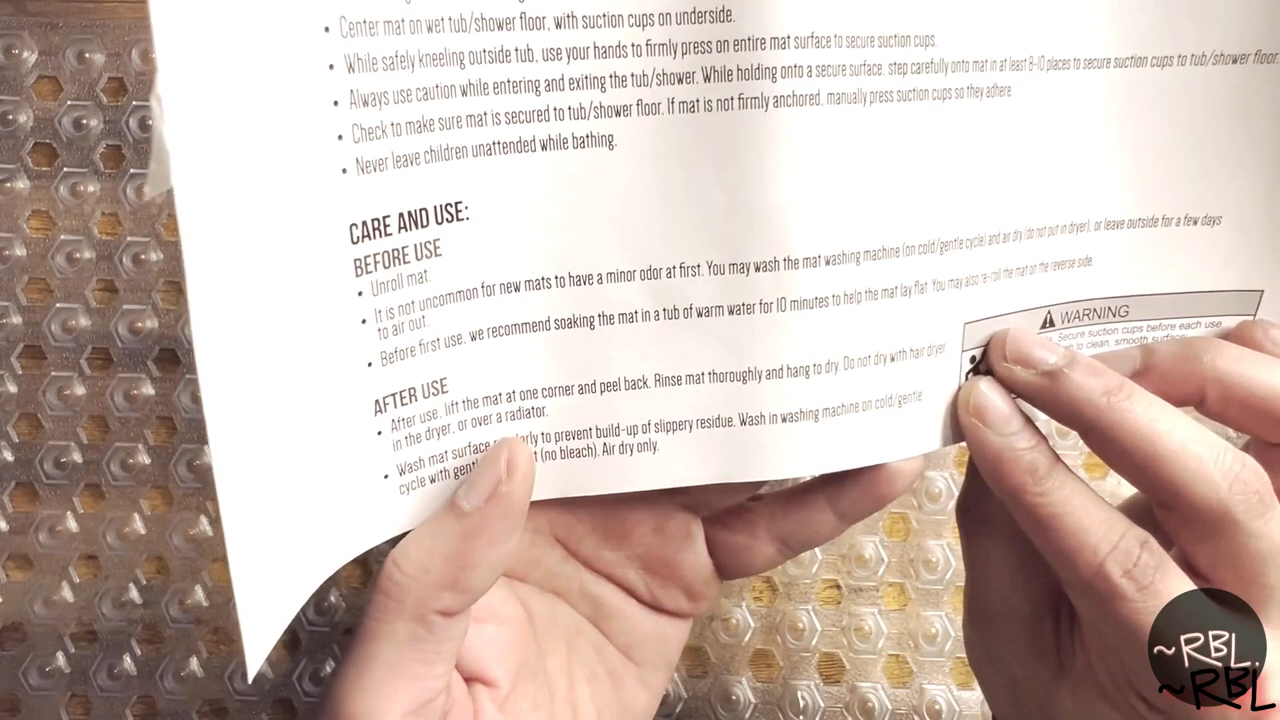 • Center mat on wet tub/shower floor, with suction cups on underside.
• While safely kneeling outside tub, use your hands to firmly press on entire mat surface to secure suction cups.
• Always use caution while entering and exiting the tub/shower. While holding onto a secure surface, step carefully onto mat in at least 8-10 places to secure suction cups to tub/shower floor.
• Check to make sure mat is secured to tub/shower floor. If mat is not firmly anchored, manually press suction cups so they adhere.
• Never leave children unattended while bathing.
CARE AND USE:
BEFORE USE
• Unroll mat.
• It is not uncommon for new mats to have a minor odor at first. You may wash the mat washing machine (on cold/gentle cycle) and air dry (do not put in dryer), or leave outside for a few days
to air out.
• Before first use, we recommend soaking the mat in a tub of warm water for 10 minutes to help the mat lay flat. You may also re-roll the mat on the reverse side.
AFTER USE
• After use, lift the mat at one corner and peel back. Rinse mat thoroughly and hang to dry. Do not dry with hair dryer
in the dryer, or over a radiator.
• Wash mat surface arly to prevent build-up of slippery residue. Wash in washing machine on cold/gentle
cycle with gent t (no bleach). Air dry only.
WARNING
Secure suction cups before each use
to clean, smooth
~RBL.
~RBL